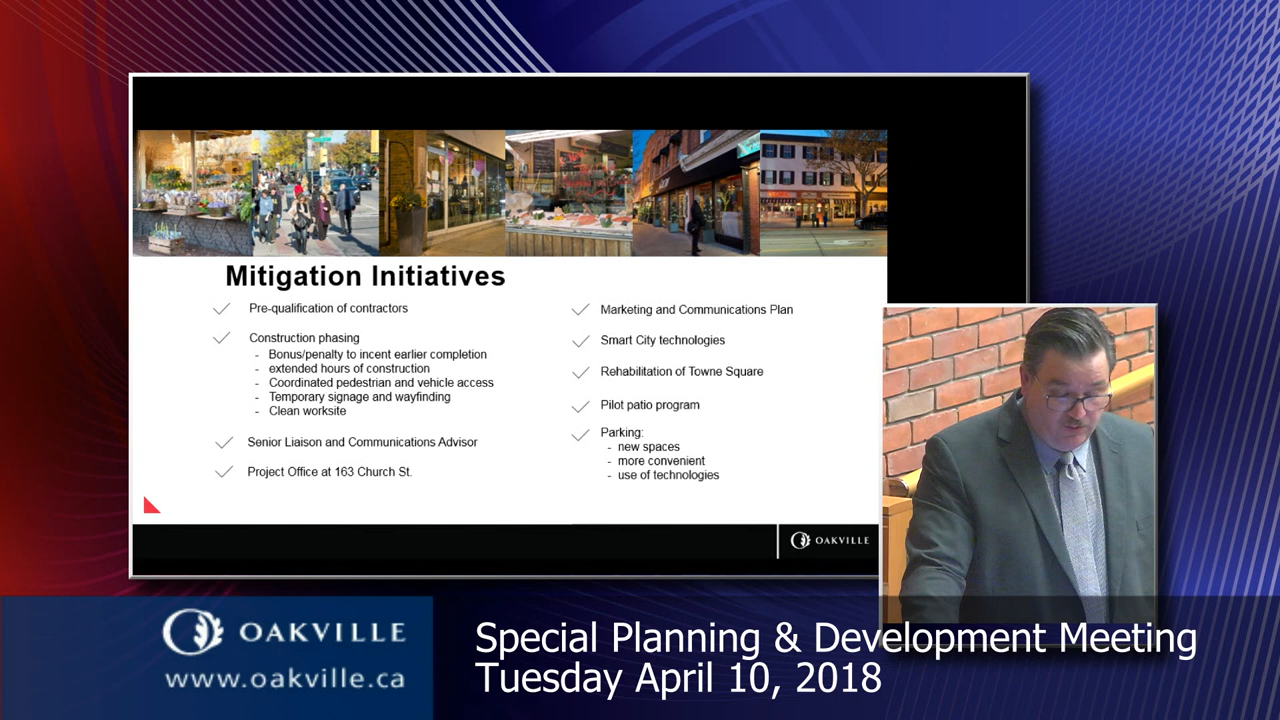 Mitigation Initiatives
Pre-qualification of contractors
Construction phasing
- Bonus/penalty to incent earlier completion
- extended hours of construction
- Coordinated pedestrian and vehicle access
- Temporary signage and wayfinding
- Clean worksite
Senior Liaison and Communications Advisor
Project Office at 163 Church St.
Marketing and Communications Plan
Smart City technologies
Rehabilitation of Towne Square
Pilot patio program
Parking:
- new spaces
- more convenient
- use of technologies
OAKVILLE
OAKVILLE
www.oakville.ca
Special Planning & Development Meeting
Tuesday April 10, 2018